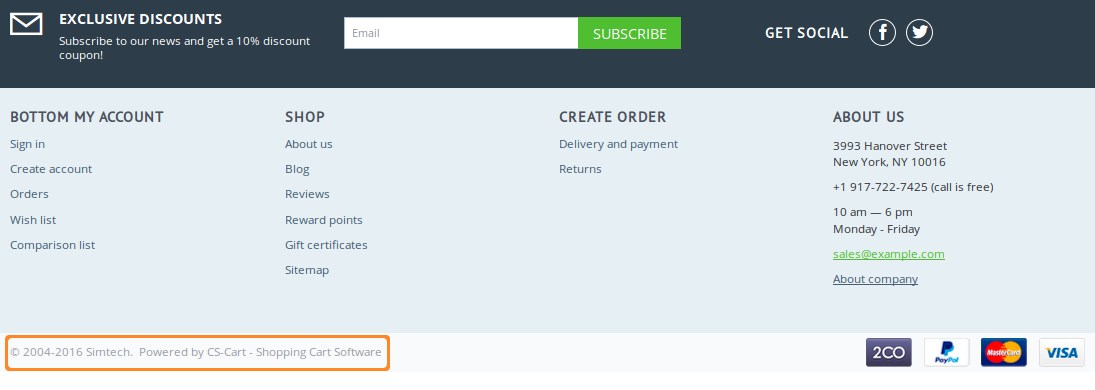 EXCLUSIVE DISCOUNTS
Subscribe to our news and get a 10% discount
coupon!
Email
SUBSCRIBE
GET SOCIAL
BOTTOM MY ACCOUNT
Sign in
Create account
Orders
Wish list
Comparison list
SHOP
About us
Blog
Reviews
Reward points
Gift certificates
Sitemap
CREATE ORDER
Delivery and payment
Returns
ABOUT US
3993 Hanover Street
New York, NY 10016
+1 917-722-7425 (call is free)
10 am — 6 pm
Monday - Friday
sales@example.com
About company
© 2004-2016 Simtech.  Powered by CS-Cart - Shopping Cart Software
2CO
PayPal
MasterCard
VISA